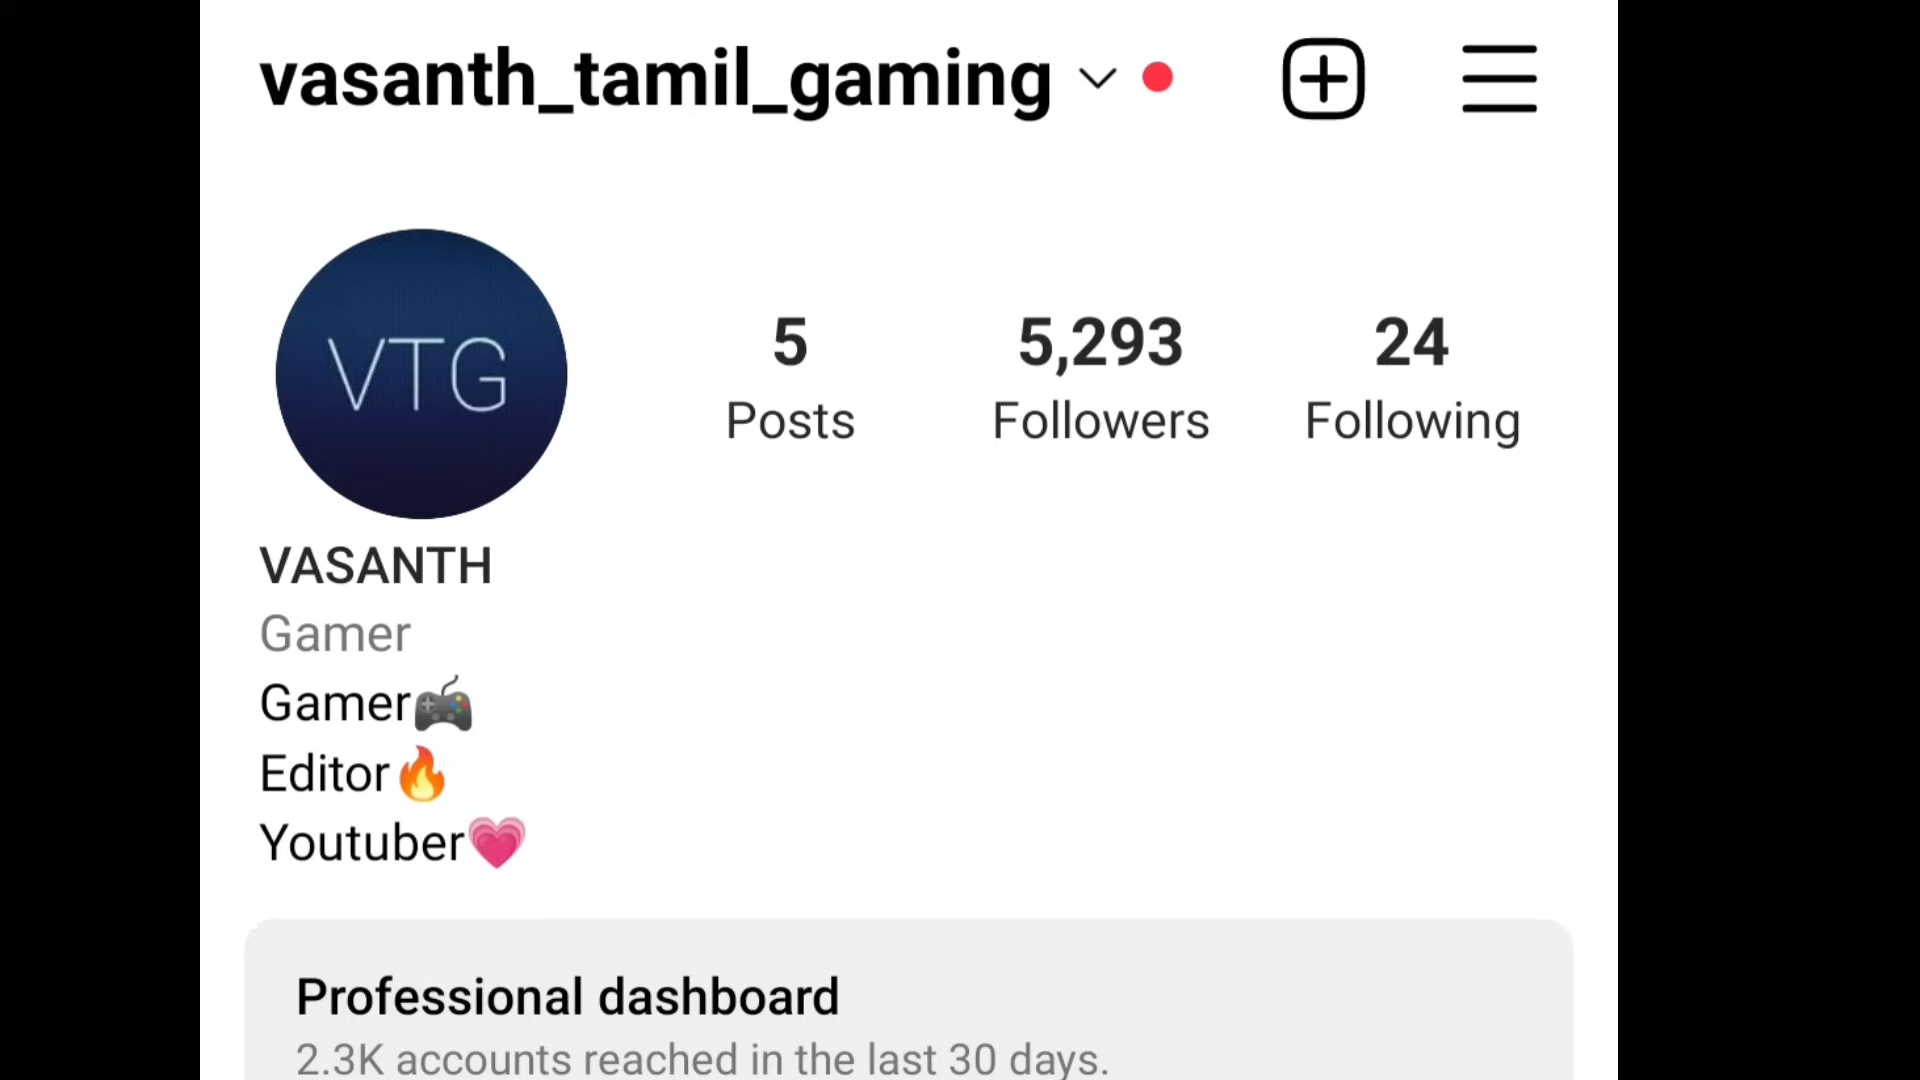 vasanth_tamil_gaming
VTG
5 5,293 24
Posts Followers Following
VASANTH
Gamer
Gamer🎮
Editor🔥
Youtuber💗
Professional dashboard
2.3K accounts reached in the last 30 days.